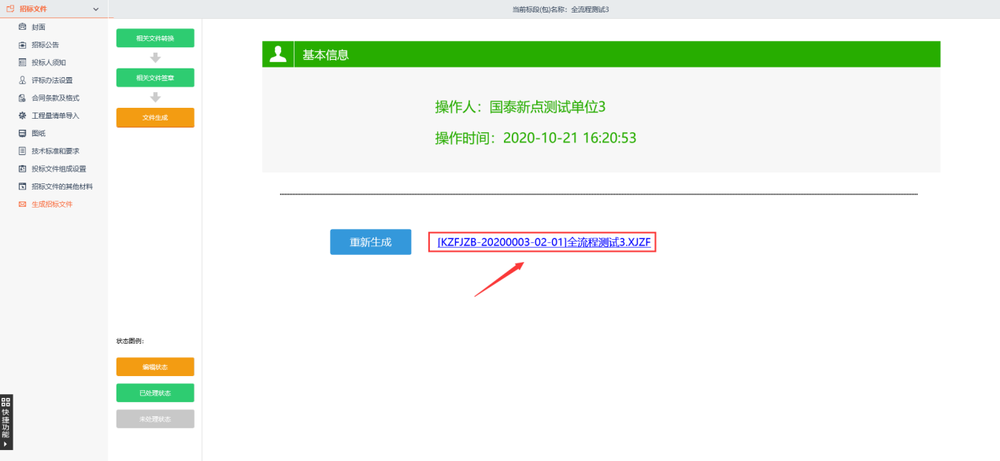 招标文件
当前标段(包)名称：全流程测试3
封面
招标公告
投标人须知
评标办法设置
合同条款及格式
工程量清单导入
图纸
技术标准和要求
投标文件组成设置
招标文件的其他材料
生成招标文件
相关文件转换
相关文件签章
文件生成
基本信息
操作人：国泰新点测试单位3
操作时间：2020-10-21 16:20:53
重新生成
[KZFJZB-20200003-02-01]全流程测试3.XJZF
状态图例：
编辑状态
已处理状态
未处理状态
快捷功能